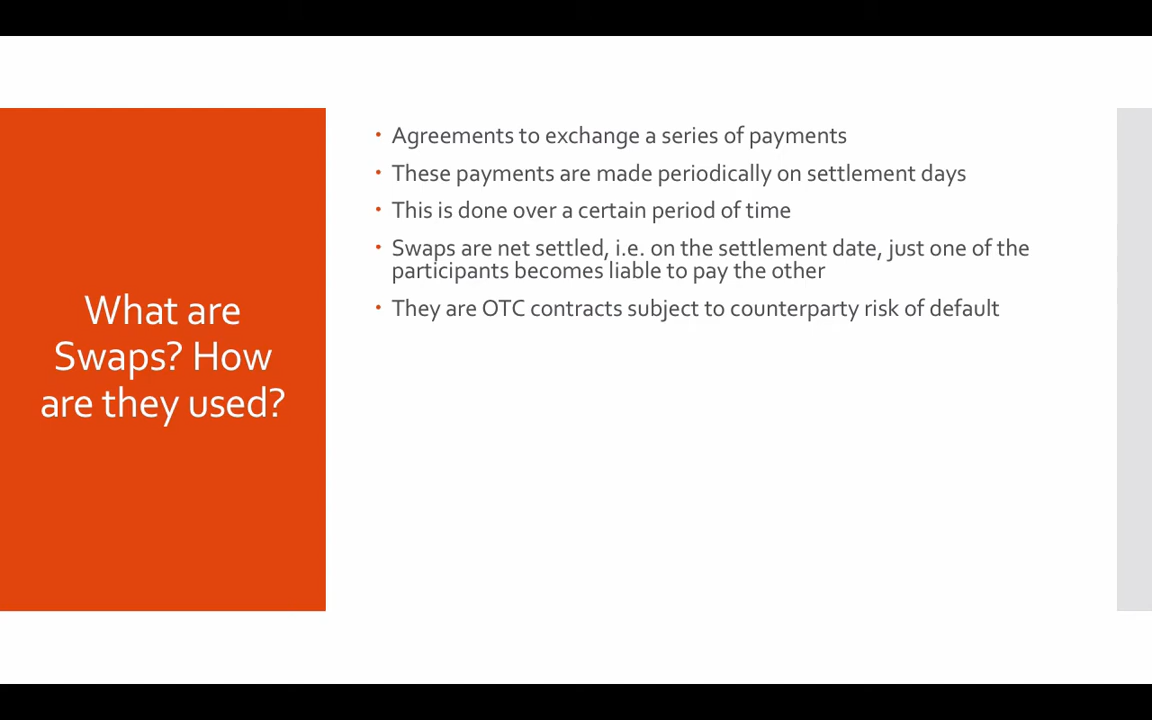 What are
Swaps? How
are they used?
• Agreements to exchange a series of payments
• These payments are made periodically on settlement days
• This is done over a certain period of time
• Swaps are net settled, i.e. on the settlement date, just one of the
participants becomes liable to pay the other
• They are OTC contracts subject to counterparty risk of default